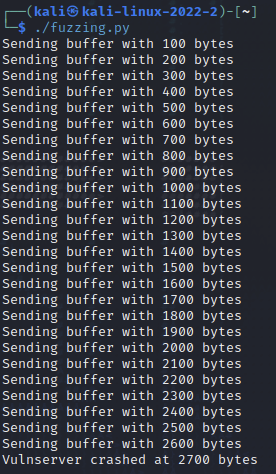 ┌──(kali㉿kali-linux-2022-2)-[~]
└─$ ./fuzzing.py
Sending buffer with 100 bytes
Sending buffer with 200 bytes
Sending buffer with 300 bytes
Sending buffer with 400 bytes
Sending buffer with 500 bytes
Sending buffer with 600 bytes
Sending buffer with 700 bytes
Sending buffer with 800 bytes
Sending buffer with 900 bytes
Sending buffer with 1000 bytes
Sending buffer with 1100 bytes
Sending buffer with 1200 bytes
Sending buffer with 1300 bytes
Sending buffer with 1400 bytes
Sending buffer with 1500 bytes
Sending buffer with 1600 bytes
Sending buffer with 1700 bytes
Sending buffer with 1800 bytes
Sending buffer with 1900 bytes
Sending buffer with 2000 bytes
Sending buffer with 2100 bytes
Sending buffer with 2200 bytes
Sending buffer with 2300 bytes
Sending buffer with 2400 bytes
Sending buffer with 2500 bytes
Sending buffer with 2600 bytes
Vulnserver crashed at 2700 bytes